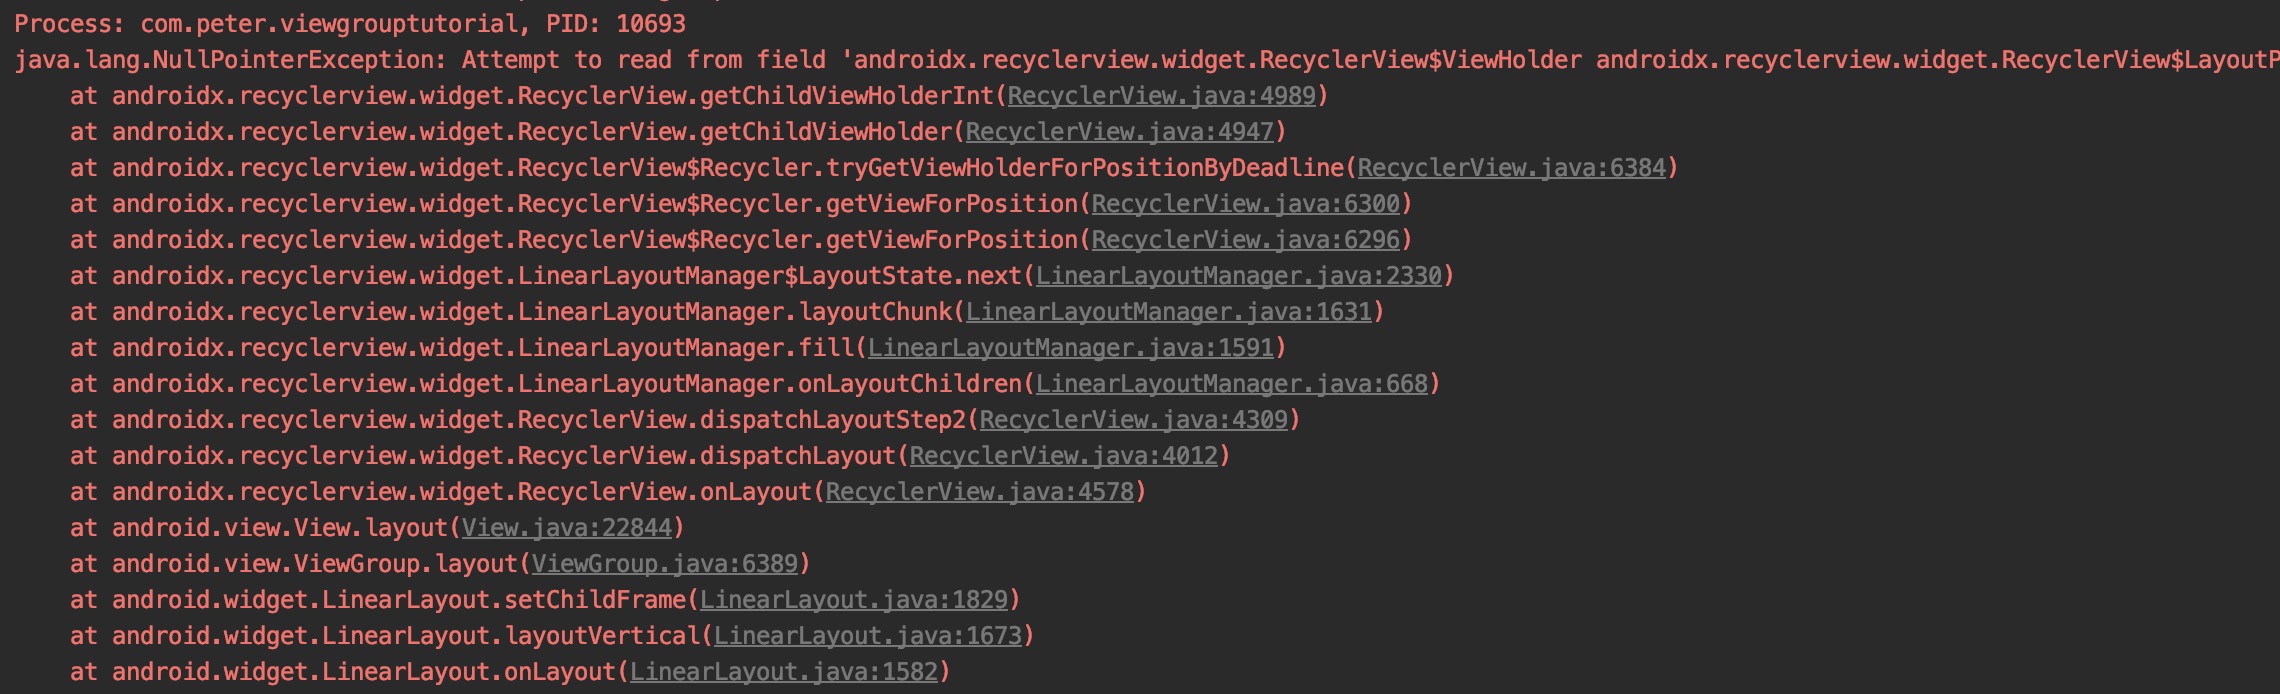 Process: com.peter.viewgrouptutorial, PID: 10693
java.lang.NullPointerException: Attempt to read from field 'androidx.recyclerview.widget.RecyclerView$ViewHolder androidx.recyclerview.widget.RecyclerView$LayoutP
at androidx.recyclerview.widget.RecyclerView.getChildViewHolderInt(RecyclerView.java:4989)
at androidx.recyclerview.widget.RecyclerView.getChildViewHolder(RecyclerView.java:4947)
at androidx.recyclerview.widget.RecyclerView$Recycler.tryGetViewHolderForPositionByDeadline(RecyclerView.java:6384)
at androidx.recyclerview.widget.RecyclerView$Recycler.getViewForPosition(RecyclerView.java:6300)
at androidx.recyclerview.widget.RecyclerView$Recycler.getViewForPosition(RecyclerView.java:6296)
at androidx.recyclerview.widget.LinearLayoutManager$LayoutState.next(LinearLayoutManager.java:2330)
at androidx.recyclerview.widget.LinearLayoutManager.layoutChunk(LinearLayoutManager.java:1631)
at androidx.recyclerview.widget.LinearLayoutManager.fill(LinearLayoutManager.java:1591)
at androidx.recyclerview.widget.LinearLayoutManager.onLayoutChildren(LinearLayoutManager.java:668)
at androidx.recyclerview.widget.RecyclerView.dispatchLayoutStep2(RecyclerView.java:4309)
at androidx.recyclerview.widget.RecyclerView.dispatchLayout(RecyclerView.java:4012)
at androidx.recyclerview.widget.RecyclerView.onLayout(RecyclerView.java:4578)
at android.view.View.layout(View.java:22844)
at android.view.ViewGroup.layout(ViewGroup.java:6389)
at android.widget.LinearLayout.setChildFrame(LinearLayout.java:1829)
at android.widget.LinearLayout.layoutVertical(LinearLayout.java:1673)
at android.widget.LinearLayout.onLayout(LinearLayout.java:1582)